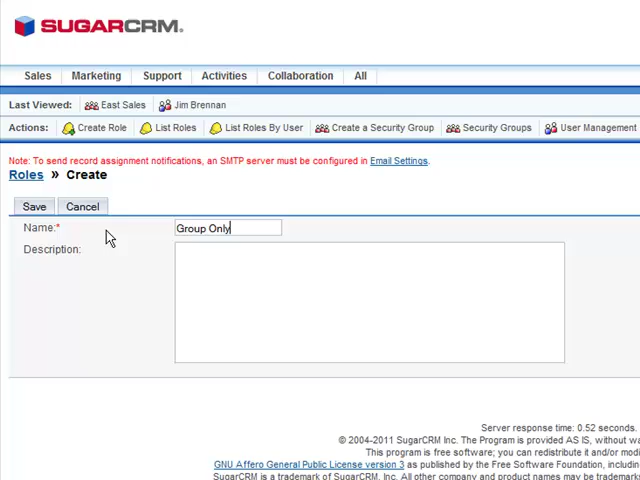 SUGARCRM.
Sales Marketing Support Activities Collaboration All
Last Viewed: East Sales Jim Brennan
Actions: Create Role List Roles List Roles By User Create a Security Group Security Groups User Management
Note: To send record assignment notifications, an SMTP server must be configured in Email Settings.
Roles » Create
Save Cancel
Name:* Group Only
Description:
Server response time: 0.52 seconds.
© 2004-2011 SugarCRM Inc. The Program is provided AS IS, without wa
This program is free software; you can redistribute it and/or modi
GNU Affero General Public License version 3 as published by the Free Software Foundation, including
SugarCRM is a trademark of SugarCRM, Inc. All other company and product names may be trademark